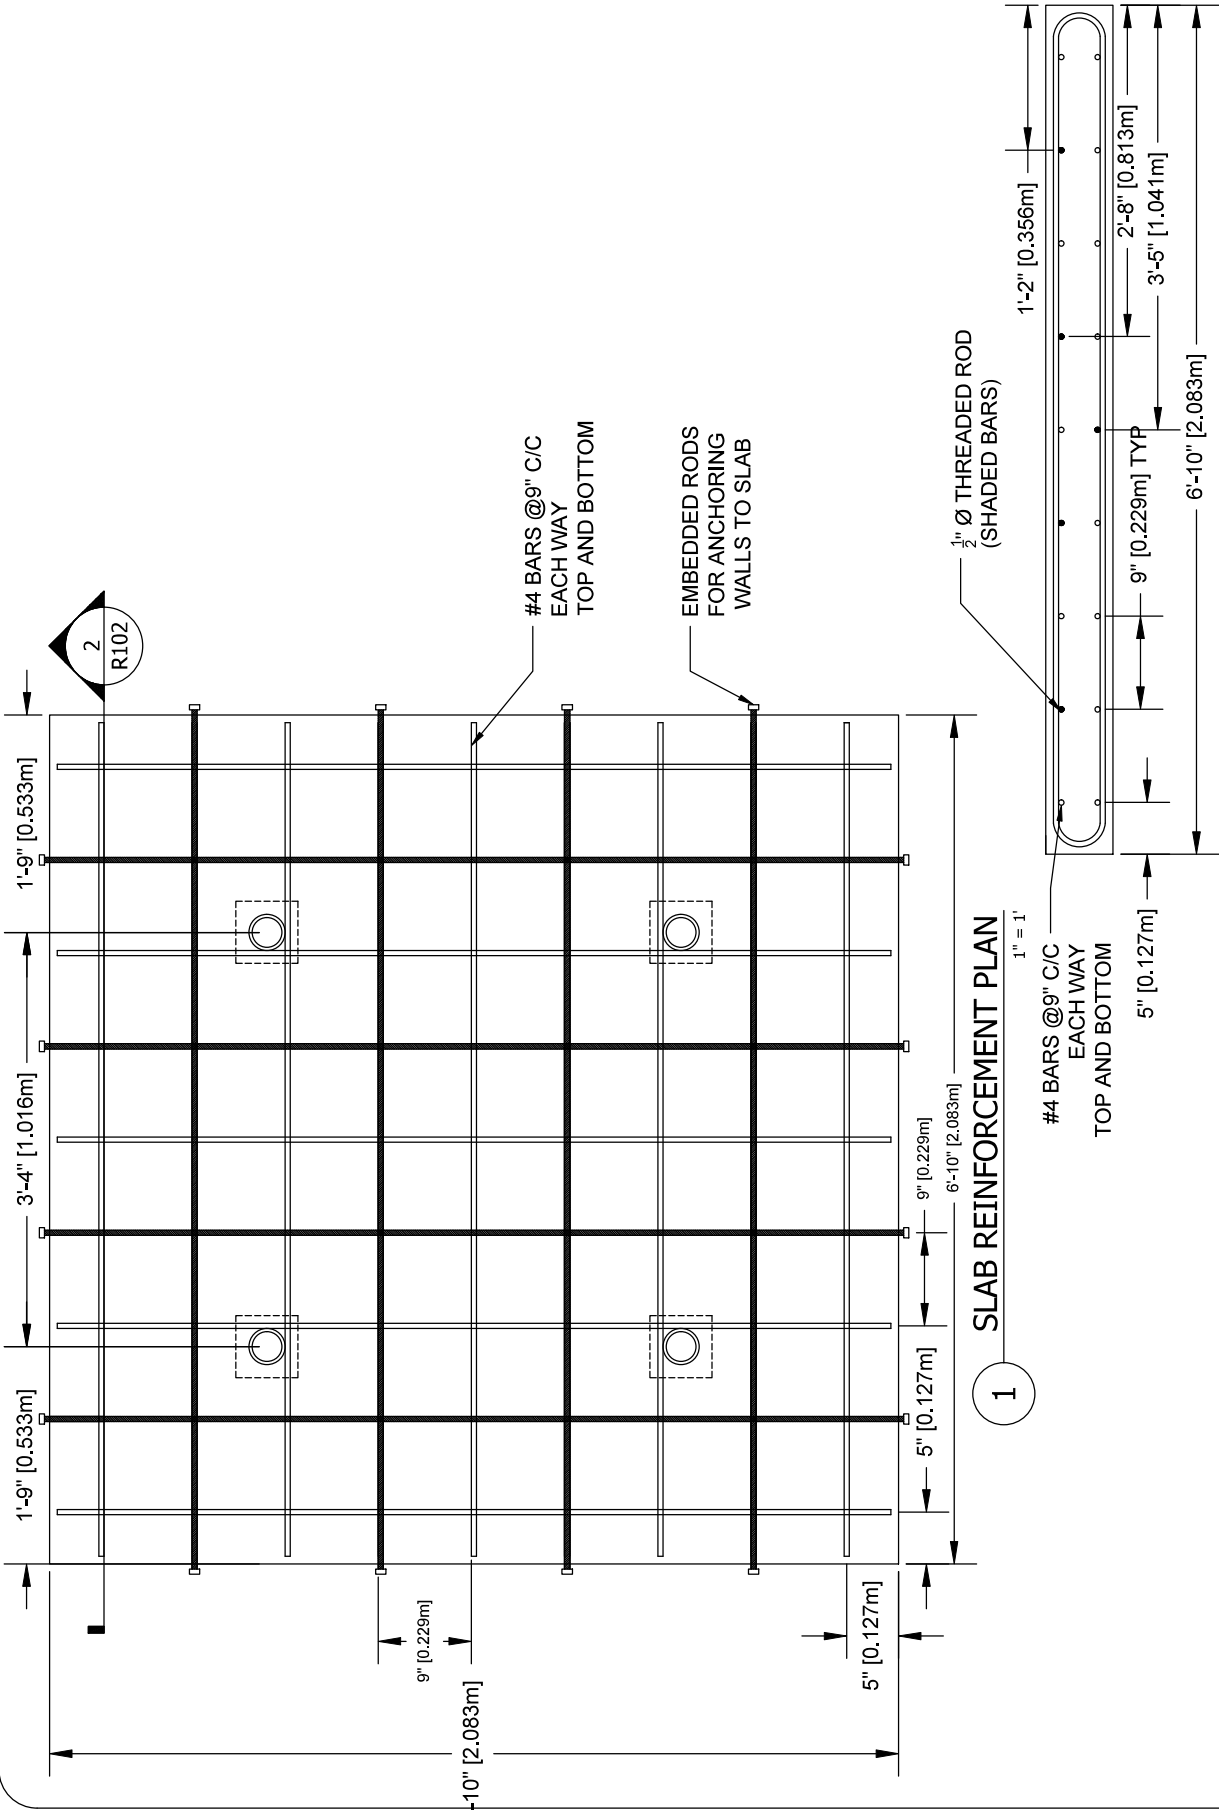 1'-9" [0.533m]
3'-4" [1.016m]
1'-9" [0.533m]
2
R102
#4 BARS @9" C/C
EACH WAY
TOP AND BOTTOM
EMBEDDED RODS
FOR ANCHORING
WALLS TO SLAB
9" [0.229m]
-10" [2.083m]
5" [0.127m]
5" [0.127m]
9" [0.229m]
6'-10" [2.083m]
1
SLAB REINFORCEMENT PLAN
1" = 1'
1'-2" [0.356m]
1/2" Ø THREADED ROD
(SHADED BARS)
2'-8" [0.813m]
3'-5" [1.041m]
9" [0.229m] TYP
6'-10" [2.083m]
#4 BARS @9" C/C
EACH WAY
TOP AND BOTTOM
5" [0.127m]